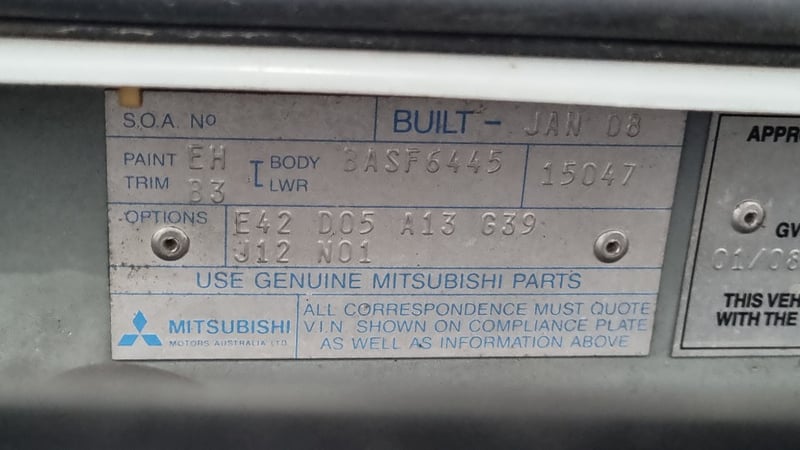 S.O.A. No
BUILT - JAN 08
PAINT EH
TRIM B3
BODY BASF6445
LWR
15047
OPTIONS E42 D05 A13 G39
J12 N01
USE GENUINE MITSUBISHI PARTS
MITSUBISHI
MOTORS AUSTRALIA LTD.
ALL CORRESPONDENCE MUST QUOTE
V.I.N. SHOWN ON COMPLIANCE PLATE
AS WELL AS INFORMATION ABOVE
APPR
GV
01/08
THIS VEH
WITH THE